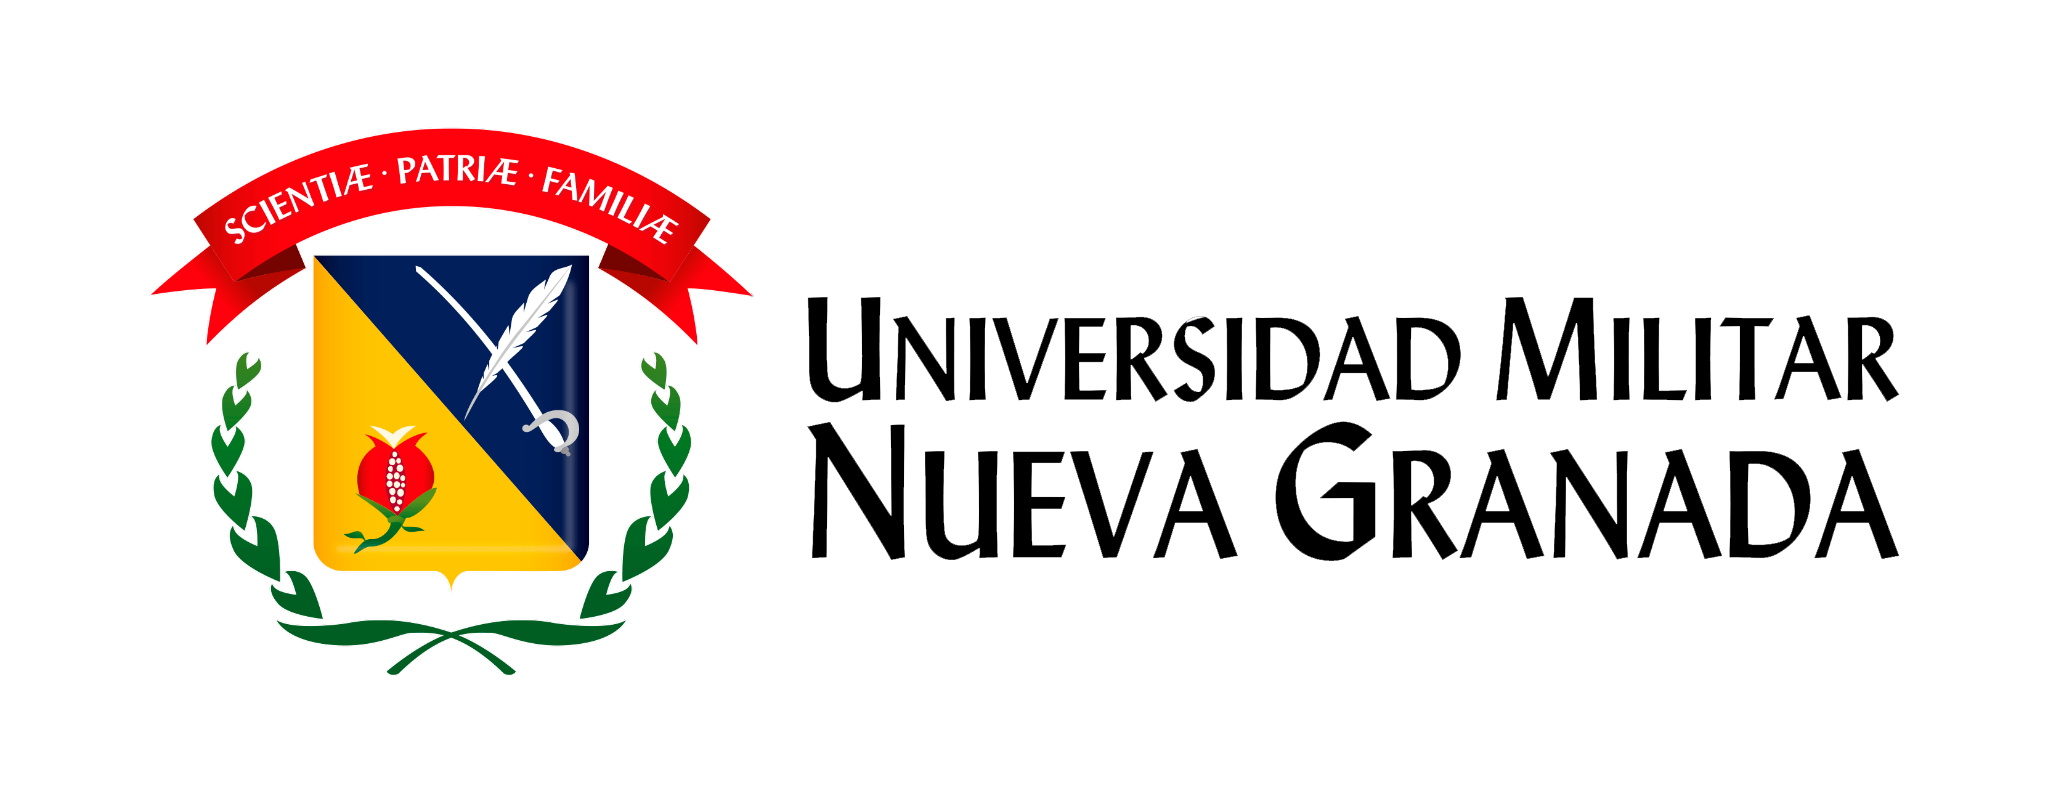 SCIENTIÆ · PATRIÆ · FAMILIÆ
UNIVERSIDAD MILITAR
NUEVA GRANADA